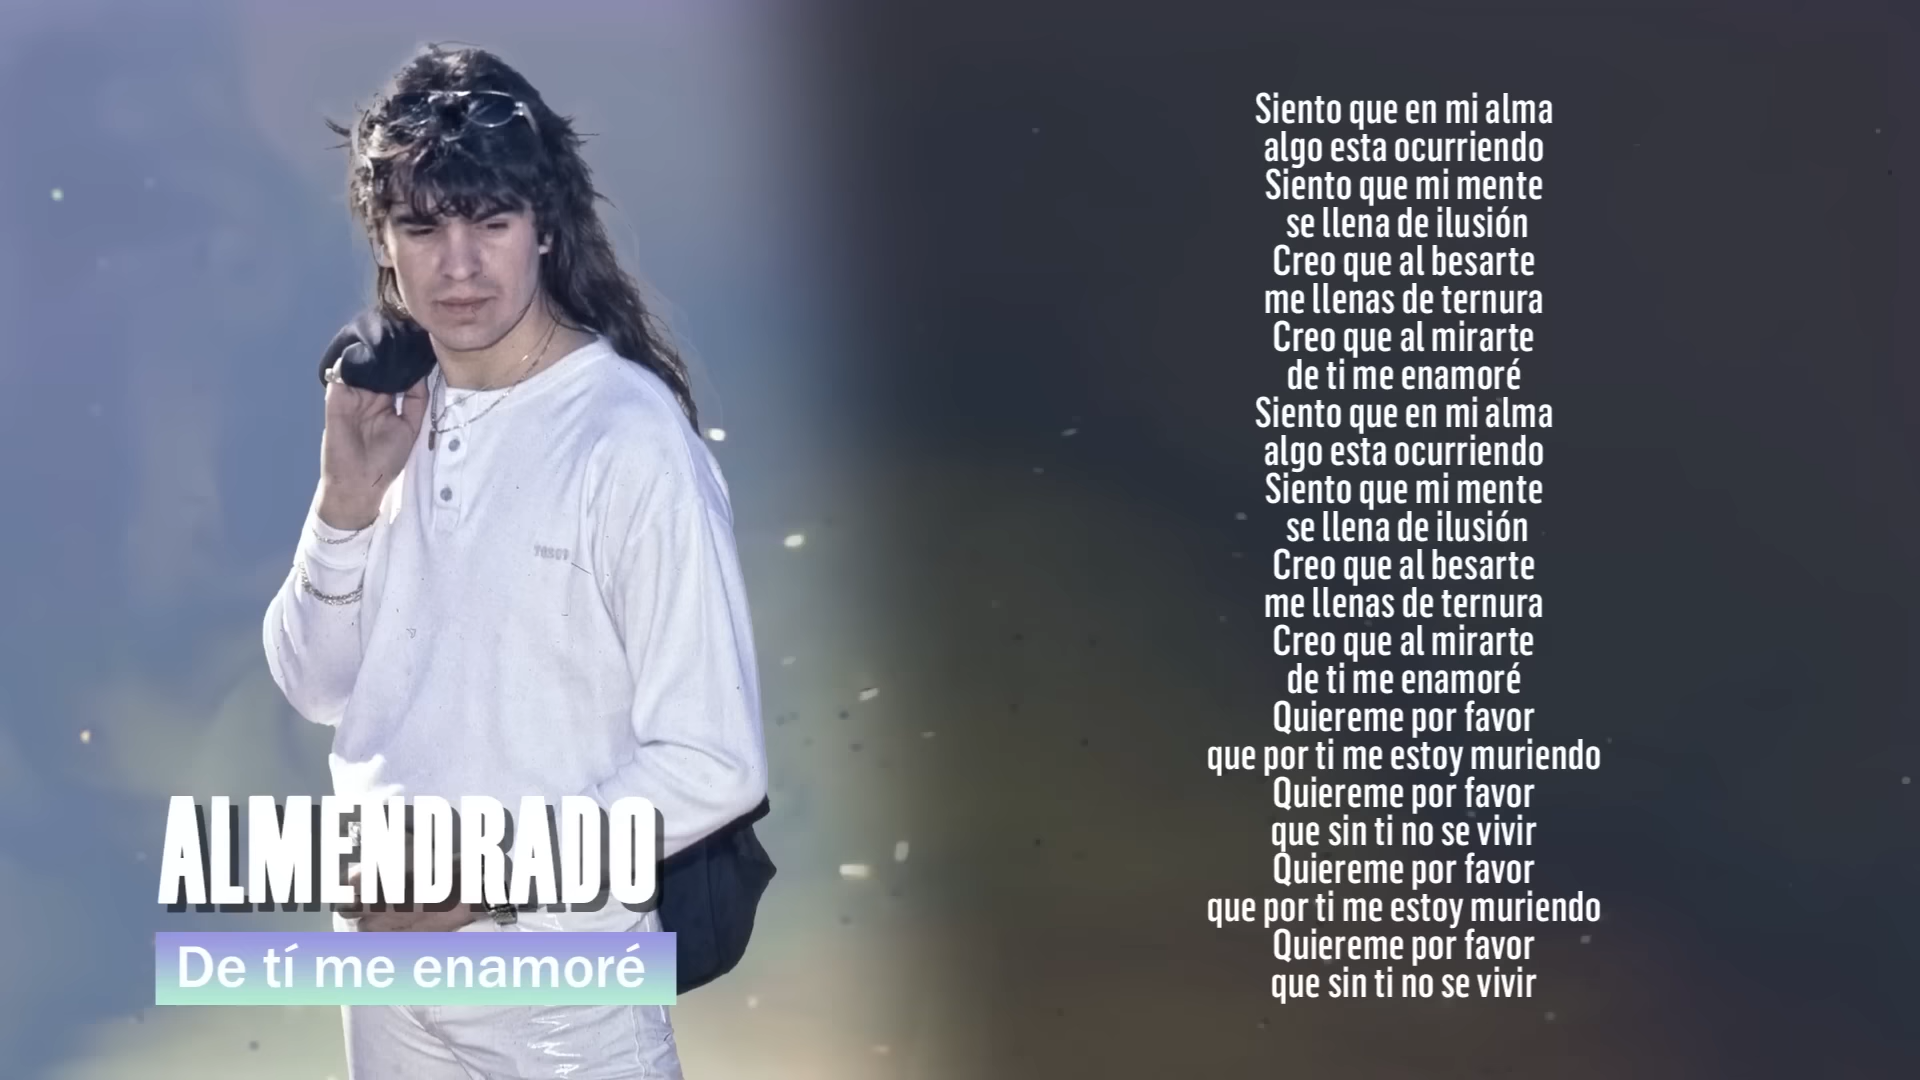 ALMENDRADO
De tí me enamoré
Siento que en mi alma
algo esta ocurriendo
Siento que mi mente
se llena de ilusión
Creo que al besarte
me llenas de ternura
Creo que al mirarte
de ti me enamoré
Siento que en mi alma
algo esta ocurriendo
Siento que mi mente
se llena de ilusión
Creo que al besarte
me llenas de ternura
Creo que al mirarte
de ti me enamoré
Quiereme por favor
que por ti me estoy muriendo
Quiereme por favor
que sin ti no se vivir
Quiereme por favor
que por ti me estoy muriendo
Quiereme por favor
que sin ti no se vivir